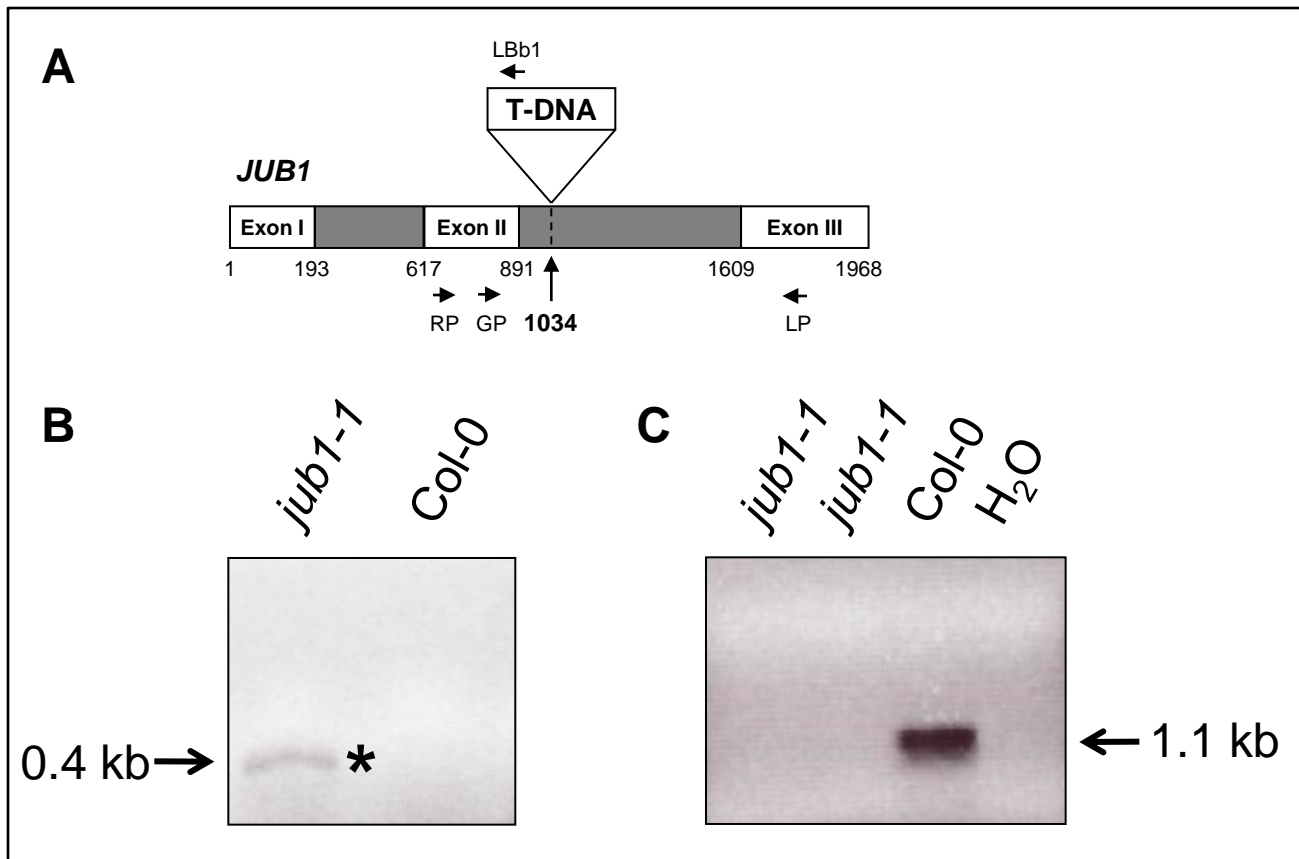 A
LBb1
T-DNA
JUB1
Exon I Exon II Exon III
1 193 617 891 1609 1968
RP GP 1034 LP
B
jub1-1 Col-0
0.4 kb *
C
jub1-1 jub1-1 Col-0 H₂O
1.1 kb